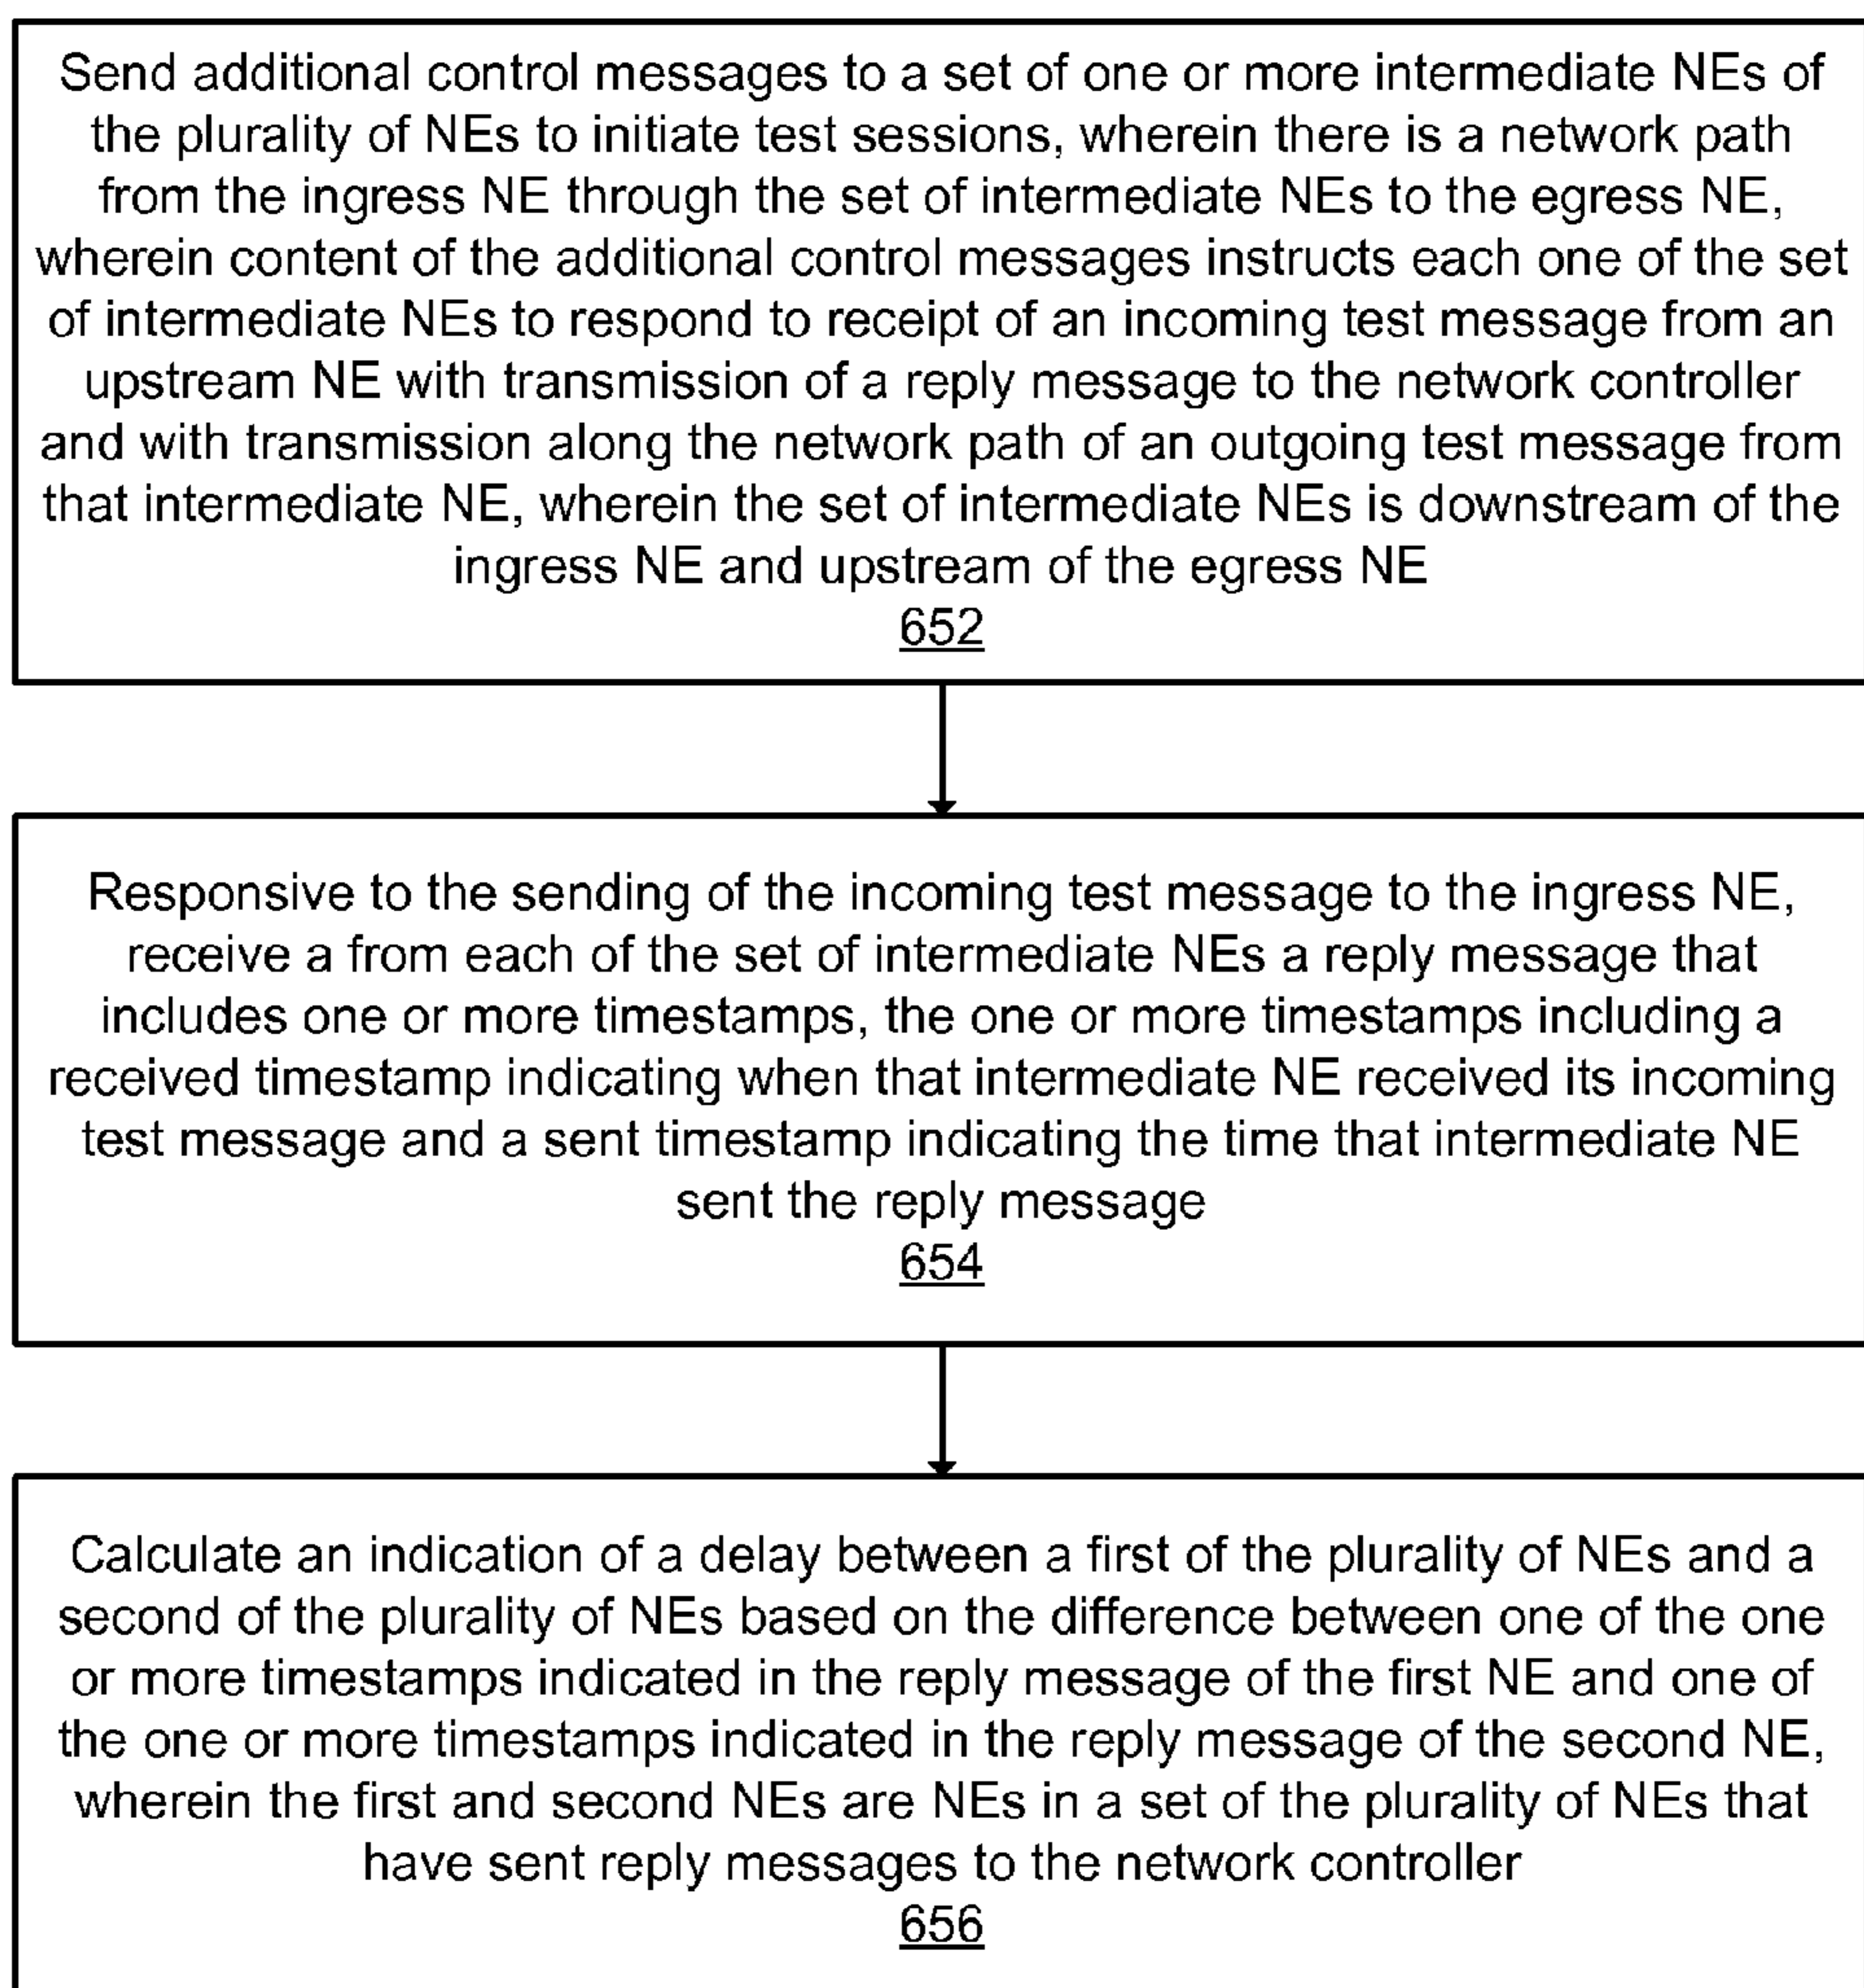 Send additional control messages to a set of one or more intermediate NEs of
the plurality of NEs to initiate test sessions, wherein there is a network path
from the ingress NE through the set of intermediate NEs to the egress NE,
wherein content of the additional control messages instructs each one of the set
of intermediate NEs to respond to receipt of an incoming test message from an
upstream NE with transmission of a reply message to the network controller
and with transmission along the network path of an outgoing test message from
that intermediate NE, wherein the set of intermediate NEs is downstream of the
ingress NE and upstream of the egress NE
652
Responsive to the sending of the incoming test message to the ingress NE,
receive a from each of the set of intermediate NEs a reply message that
includes one or more timestamps, the one or more timestamps including a
received timestamp indicating when that intermediate NE received its incoming
test message and a sent timestamp indicating the time that intermediate NE
sent the reply message
654
Calculate an indication of a delay between a first of the plurality of NEs and a
second of the plurality of NEs based on the difference between one of the one
or more timestamps indicated in the reply message of the first NE and one of
the one or more timestamps indicated in the reply message of the second NE,
wherein the first and second NEs are NEs in a set of the plurality of NEs that
have sent reply messages to the network controller
656